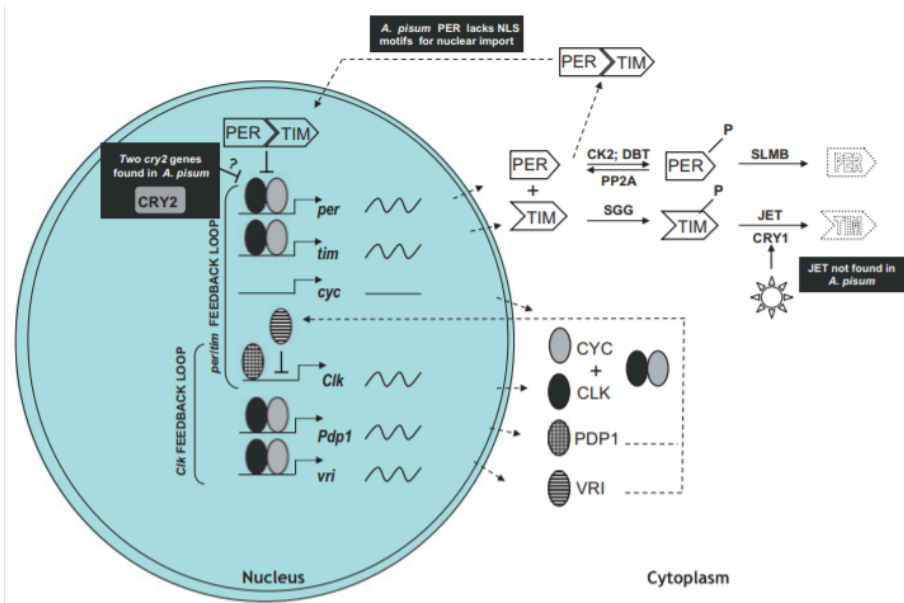 A. pisum PER lacks NLS
motifs for nuclear import
PER TIM
PER TIM
Two cry2 genes
found in A. pisum
CRY2
?
per
tim
cyc
Clk
Pdp1
vri
per/tim FEEDBACK LOOP
Clk FEEDBACK LOOP
PER
+
TIM
CK2; DBT
PP2A
SGG
P
PER
P
TIM
SLMB
JET
CRY1
PER
TIM
JET not found in
A. pisum
CYC
+
CLK
PDP1
VRI
Nucleus
Cytoplasm